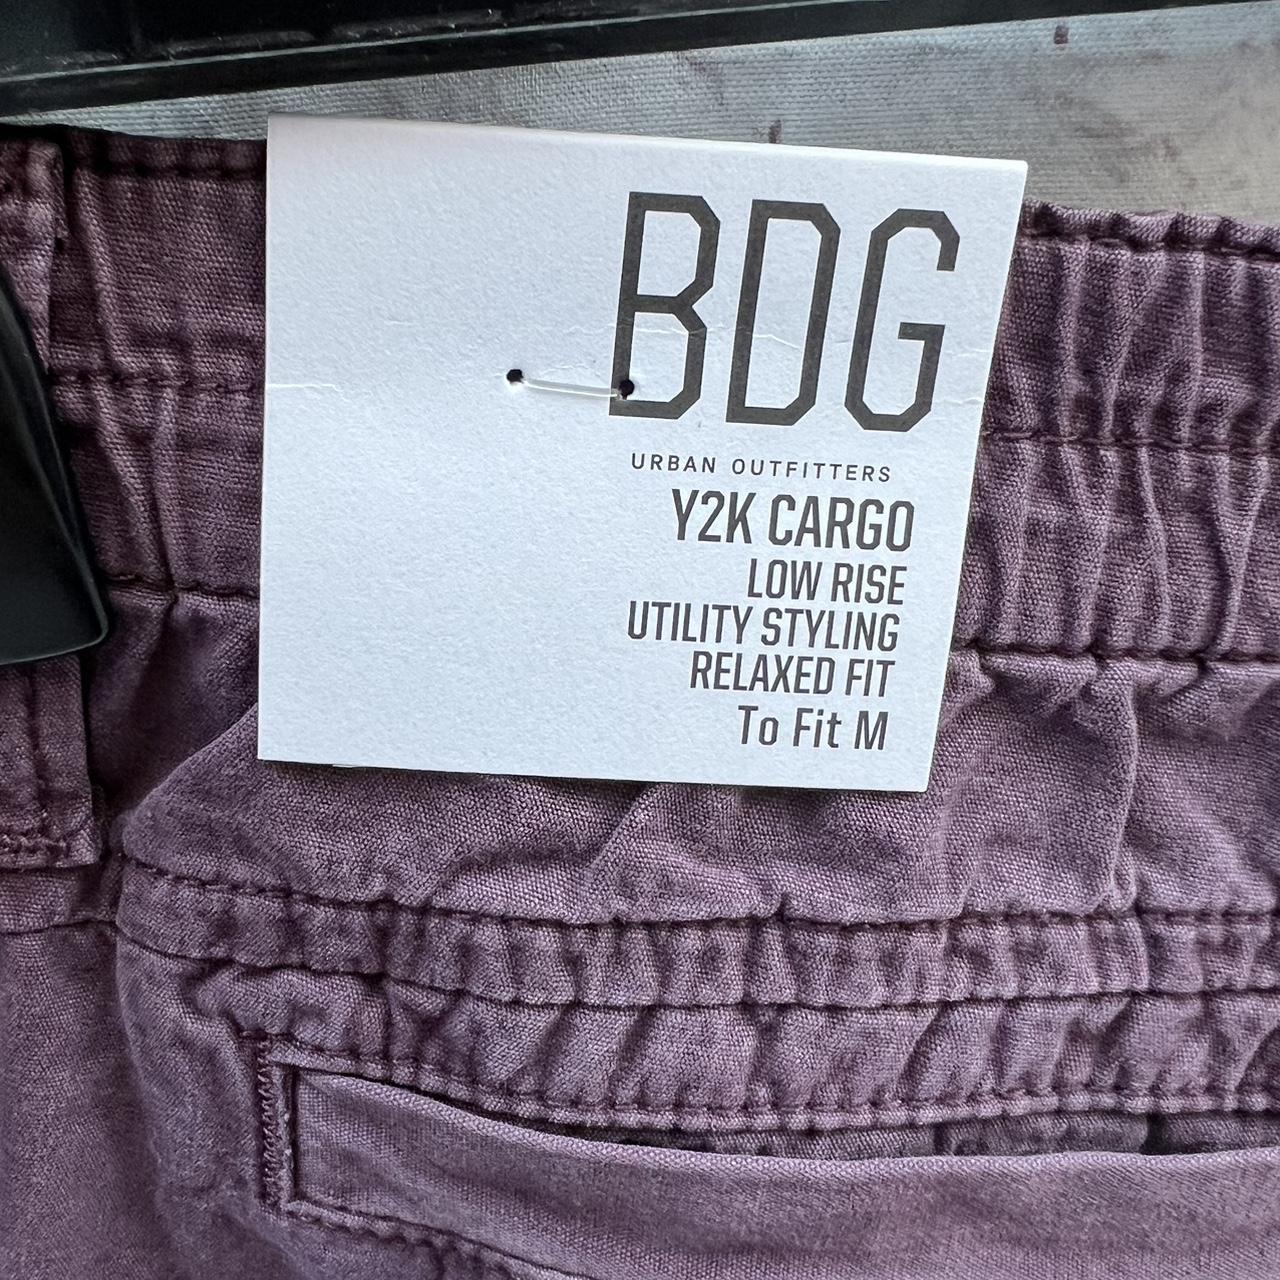 BDG
URBAN OUTFITTERS
Y2K CARGO
LOW RISE
UTILITY STYLING
RELAXED FIT
To Fit M